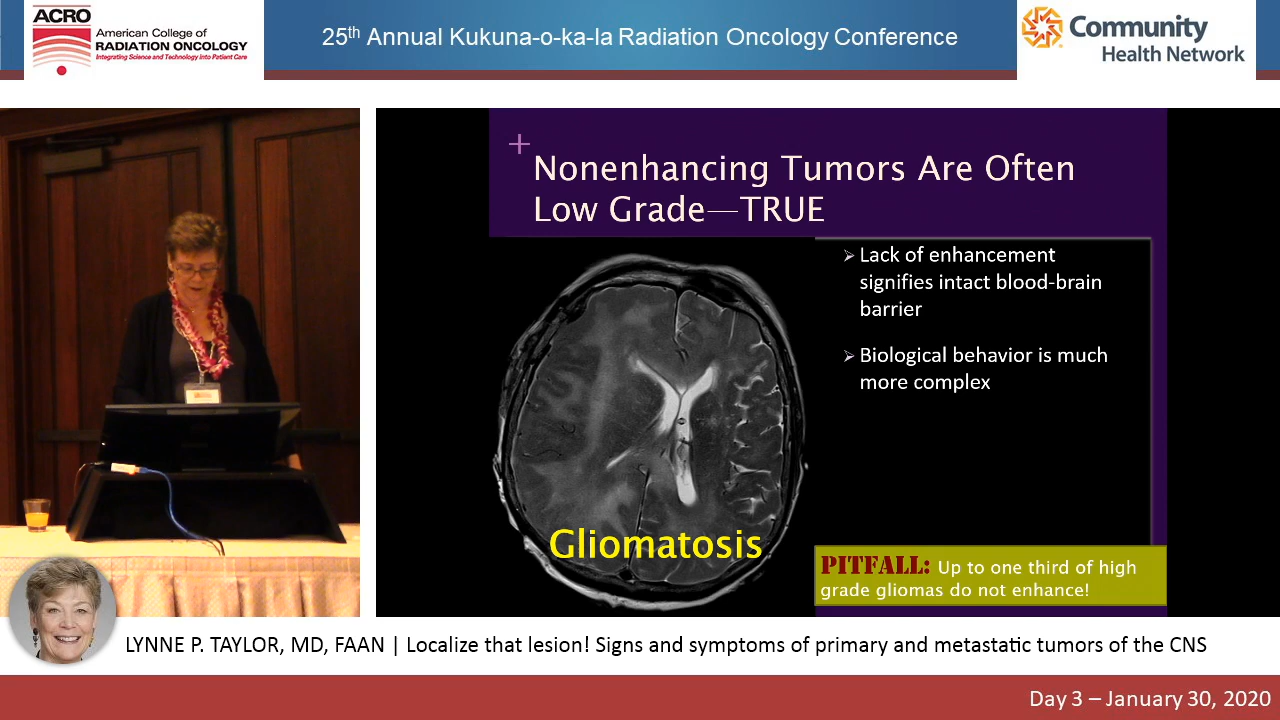 ACRO
American College of
RADIATION ONCOLOGY
Integrating Science and Technology Into Patient Care
25th Annual Kukuna-o-ka-la Radiation Oncology Conference
Community
Health Network
+
Nonenhancing Tumors Are Often
Low Grade—TRUE
➢ Lack of enhancement
signifies intact blood-brain
barrier
➢ Biological behavior is much
more complex
Gliomatosis
PITFALL: Up to one third of high
grade gliomas do not enhance!
LYNNE P. TAYLOR, MD, FAAN | Localize that lesion! Signs and symptoms of primary and metastatic tumors of the CNS
Day 3 – January 30, 2020